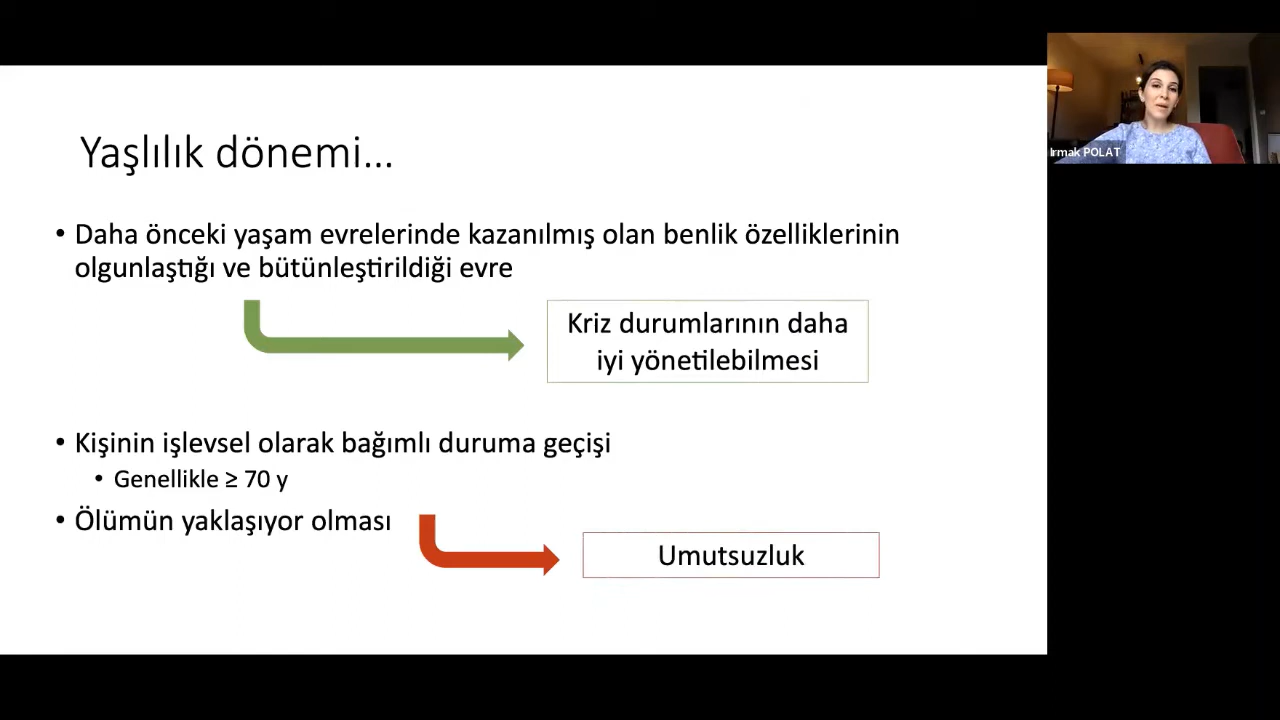 Yaşlılık dönemi...
• Daha önceki yaşam evrelerinde kazanılmış olan benlik özelliklerinin
olgunlaştığı ve bütünleştirildiği evre
Kriz durumlarının daha
iyi yönetilebilmesi
• Kişinin işlevsel olarak bağımlı duruma geçişi
• Genellikle ≥ 70 y
• Ölümün yaklaşıyor olması
Umutsuzluk
Irmak POLAT